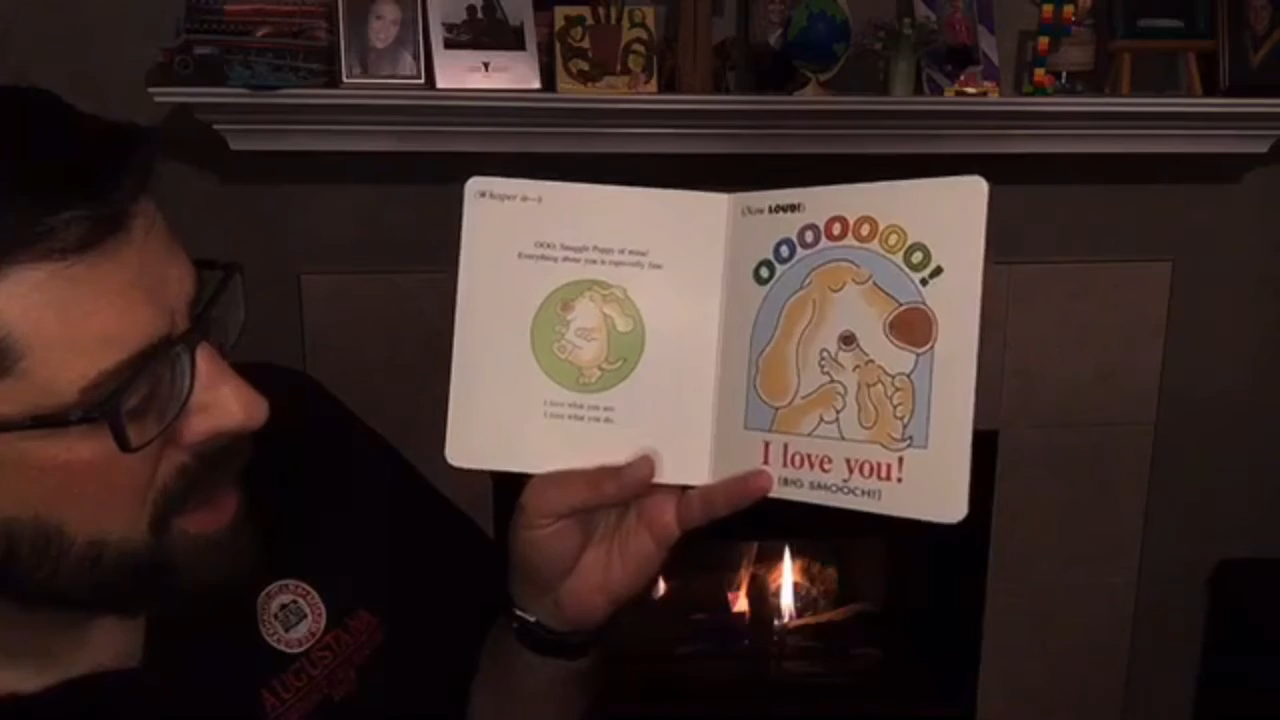 (Whisper it—)
OOO, Snuggle Puppy of mine!
Everything about you is especially fine.
I love what you are.
I love what you do.
(Now LOUD!)
OOOOOOO!
I love you!
(BIG SMOOCH!)
AUGUSTANA